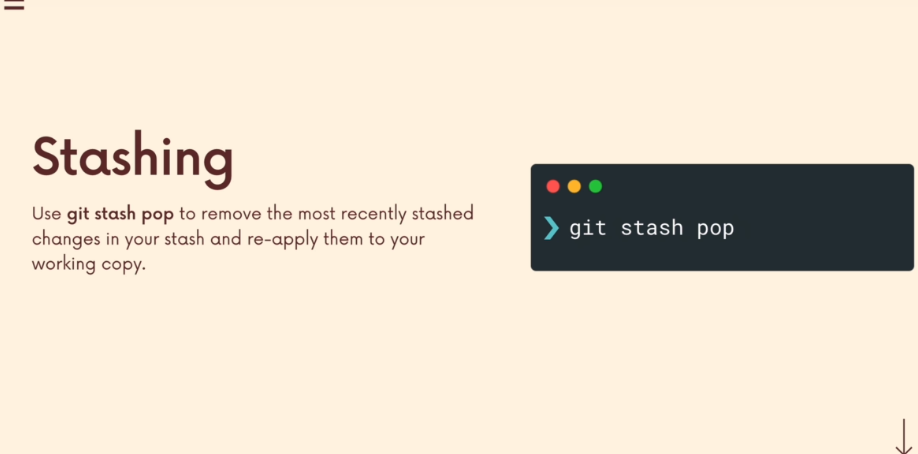 Stashing
Use git stash pop to remove the most recently stashed
changes in your stash and re-apply them to your
working copy.
❯ git stash pop